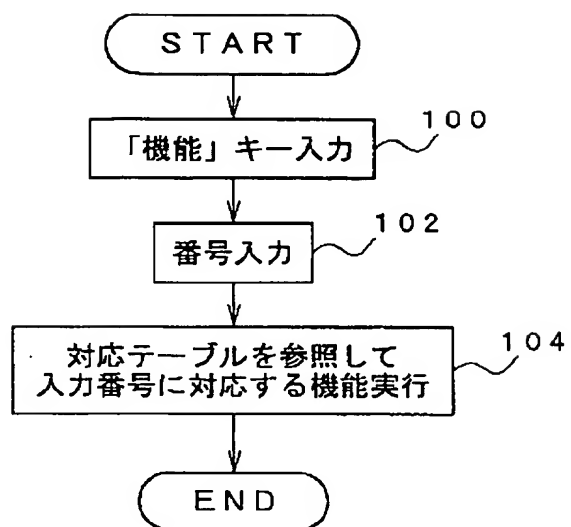 START
「機能」キー入力
100
番号入力
102
対応テーブルを参照して
入力番号に対応する機能実行
104
END